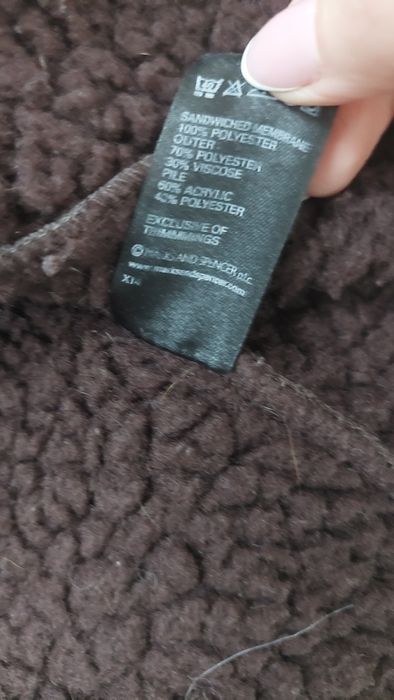 SANDWICHED MEMBRANE
100% POLYESTER
OUTER
70% POLYESTER
30% VISCOSE
PILE
60% ACRYLIC
40% POLYESTER
EXCLUSIVE OF
TRIMMINGS
© MARKS AND SPENCER p.l.c.
www.marksandspencer.com
X14